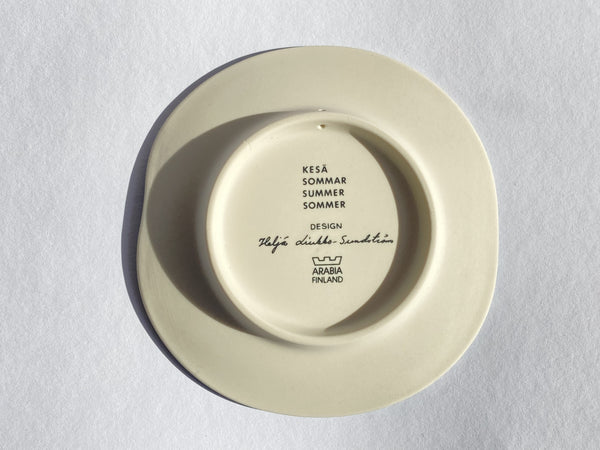 KESÄ
SOMMAR
SUMMER
SOMMER
DESIGN
Heljä Liukko-Sundström
ARABIA
FINLAND